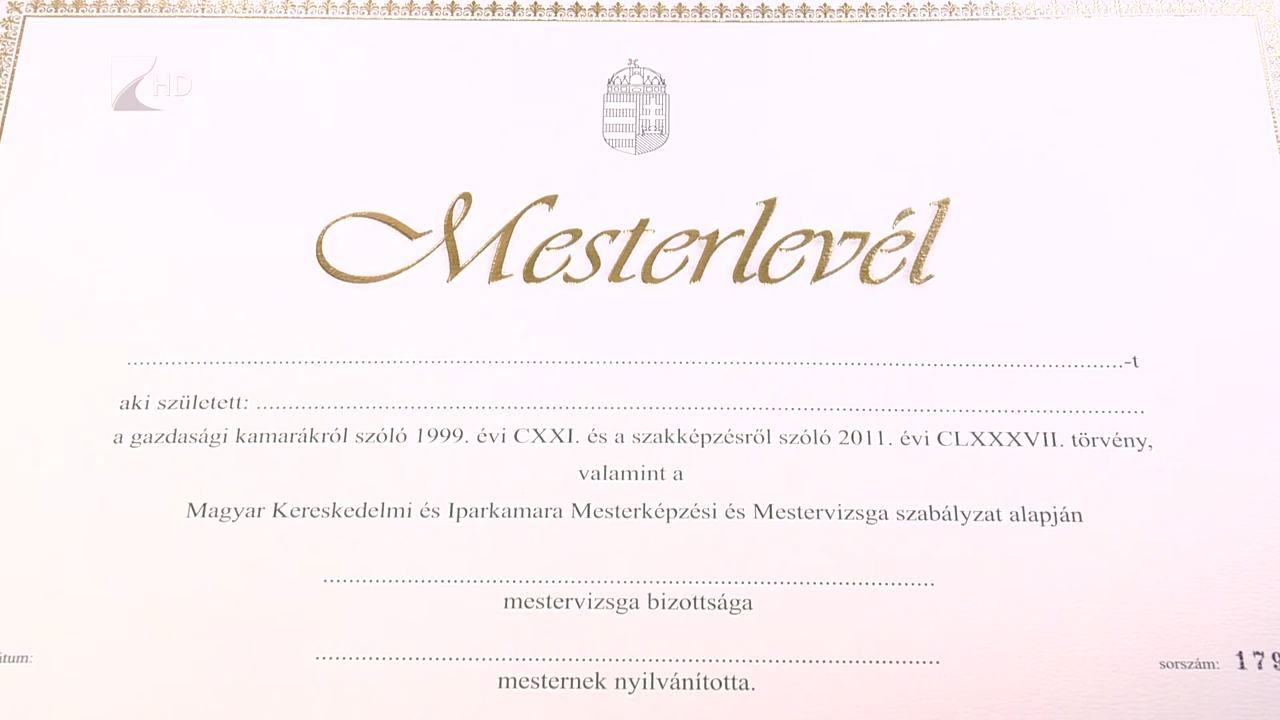 HD
Mesterlevél
....................-t
aki született: ....................
a gazdasági kamarákról szóló 1999. évi CXXI. és a szakképzésről szóló 2011. évi CLXXXVII. törvény,
valamint a
Magyar Kereskedelmi és Iparkamara Mesterképzési és Mestervizsga szabályzat alapján
....................
mestervizsga bizottsága
....................
mesternek nyilvánította.
sorszám: 179